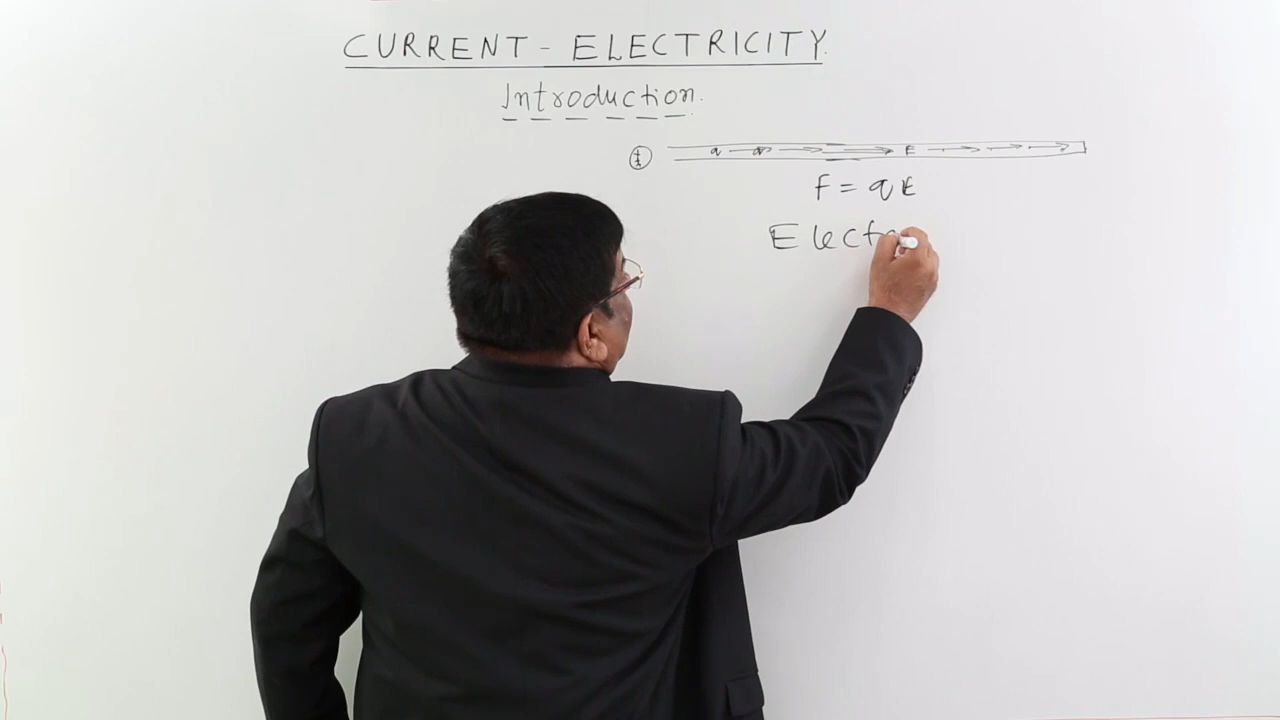 CURRENT - ELECTRICITY.
Introduction.
q E
F = qE
Elect